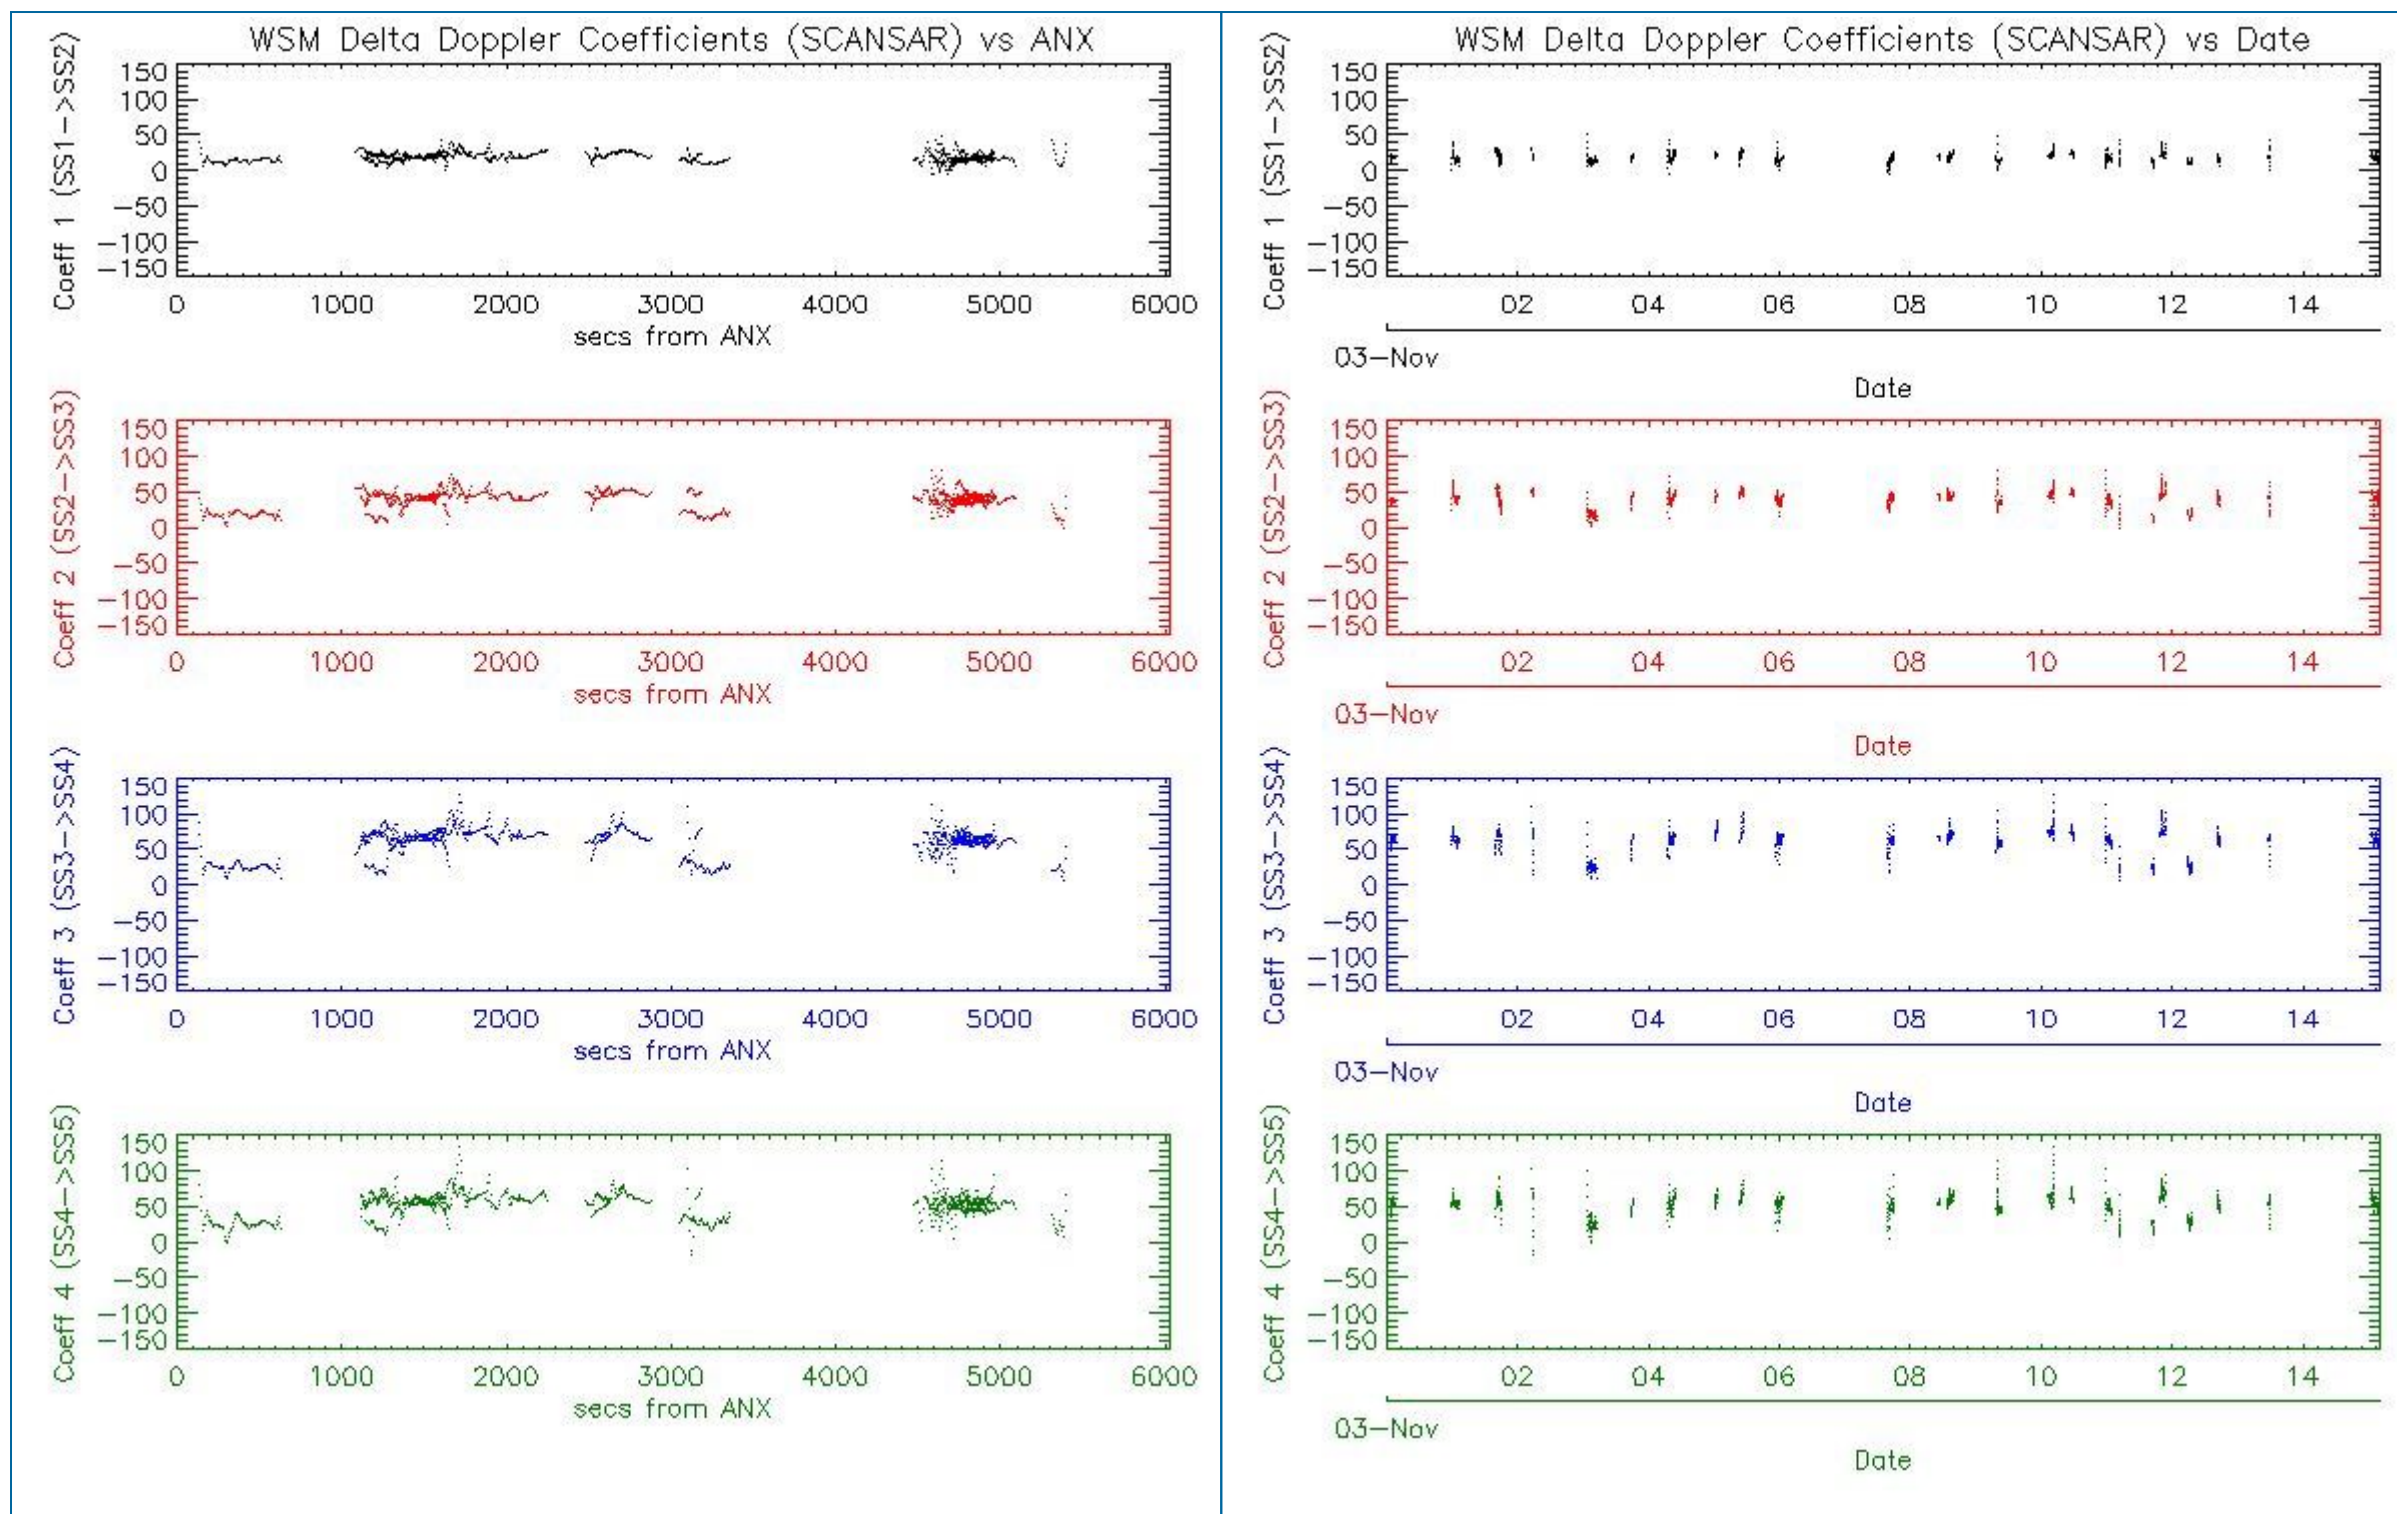 WSM Delta Doppler Coefficients (SCANSAR) vs ANX
Coeff 1 (SS1->SS2)
150
100
50
0
-50
-100
-150
0 1000 2000 3000 4000 5000 6000
secs from ANX
Coeff 2 (SS2->SS3)
150
100
50
0
-50
-100
-150
0 1000 2000 3000 4000 5000 6000
secs from ANX
Coeff 3 (SS3->SS4)
150
100
50
0
-50
-100
-150
0 1000 2000 3000 4000 5000 6000
secs from ANX
Coeff 4 (SS4->SS5)
150
100
50
0
-50
-100
-150
0 1000 2000 3000 4000 5000 6000
secs from ANX
WSM Delta Doppler Coefficients (SCANSAR) vs Date
Coeff 1 (SS1->SS2)
150
100
50
0
-50
-100
-150
02 04 06 08 10 12 14
03-Nov
Date
Coeff 2 (SS2->SS3)
150
100
50
0
-50
-100
-150
02 04 06 08 10 12 14
03-Nov
Date
Coeff 3 (SS3->SS4)
150
100
50
0
-50
-100
-150
02 04 06 08 10 12 14
03-Nov
Date
Coeff 4 (SS4->SS5)
150
100
50
0
-50
-100
-150
02 04 06 08 10 12 14
03-Nov
Date